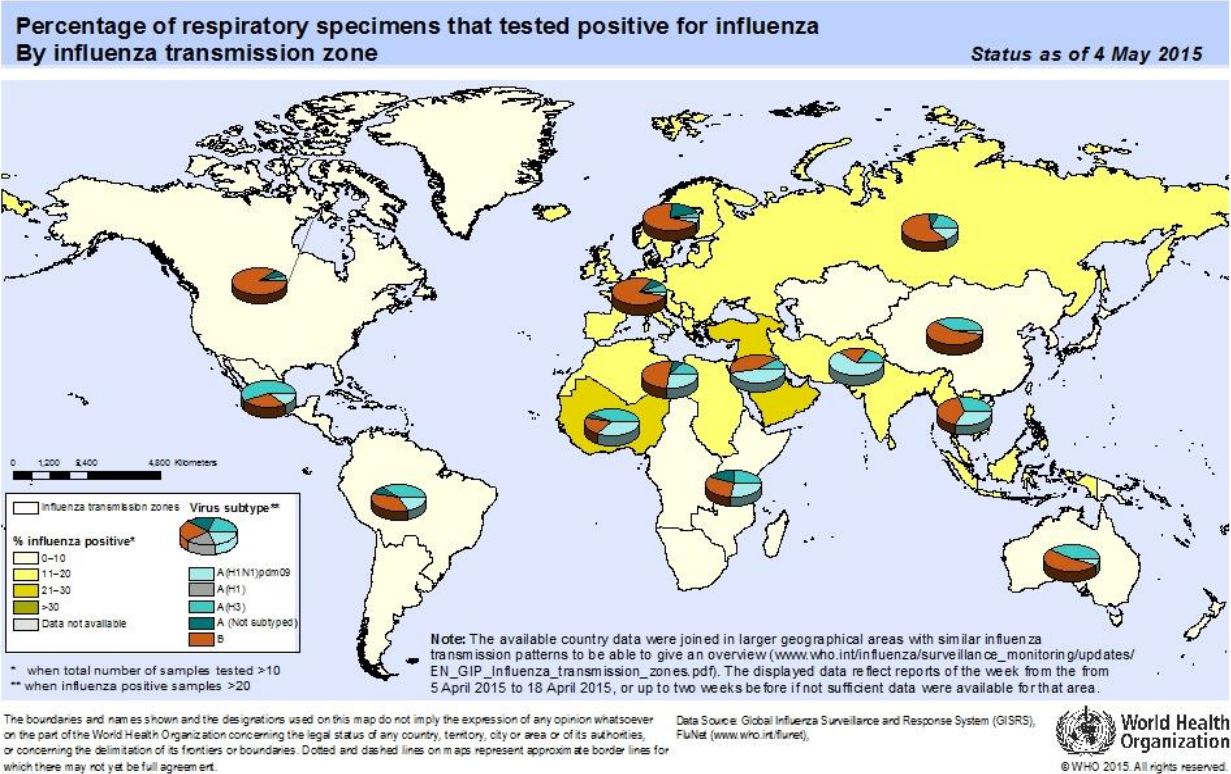 Percentage of respiratory specimens that tested positive for influenza
By influenza transmission zone
Status as of 4 May 2015
0 1,200 2,400 4,800 Kilometers
Influenza transmission zones
Virus subtype**
% influenza positive*
0–10
11–20
21–30
>30
Data not available
A(H1N1)pdm09
A(H1)
A(H3)
A (Not subtyped)
B
* when total number of samples tested >10
** when influenza positive samples >20
Note: The available country data were joined in larger geographical areas with similar influenza
transmission patterns to be able to give an overview (www.who.int/influenza/surveillance_monitoring/updates/
EN_GIP_Influenza_transmission_zones.pdf). The displayed data reflect reports of the week from the from
5 April 2015 to 18 April 2015, or up to two weeks before if not sufficient data were available for that area.
The boundaries and names shown and the designations used on this map do not imply the expression of any opinion whatsoever
on the part of the World Health Organization concerning the legal status of any country, territory, city or area or of its authorities,
or concerning the delimitation of its frontiers or boundaries. Dotted and dashed lines on maps represent approximate border lines for
which there may not yet be full agreement.
Data Source: Global Influenza Surveillance and Response System (GISRS),
FluNet (www.who.int/flunet),
World Health
Organization
© WHO 2015. All rights reserved.